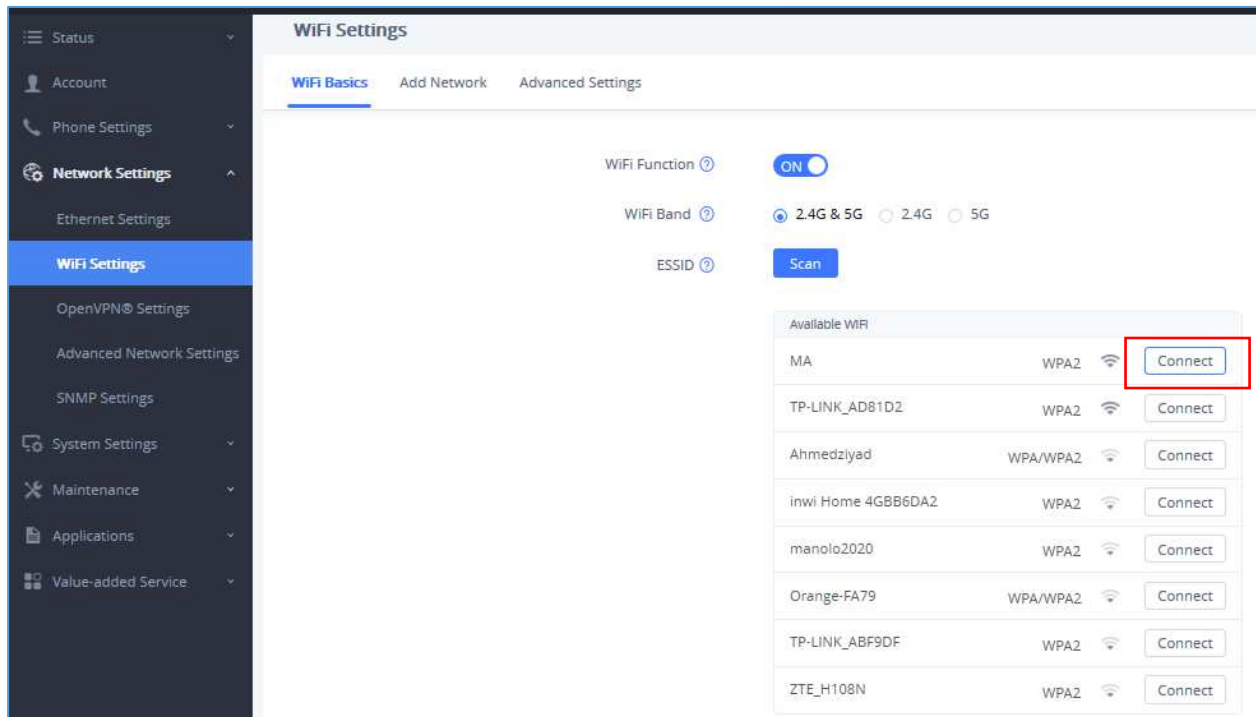 Status
Account
Phone Settings
Network Settings
Ethernet Settings
WiFi Settings
OpenVPN® Settings
Advanced Network Settings
SNMP Settings
System Settings
Maintenance
Applications
Value-added Service
WiFi Settings
WiFi Basics Add Network Advanced Settings
WiFi Function ? ON
WiFi Band ? 2.4G & 5G 2.4G 5G
ESSID ? Scan
Available WiFi
MA WPA2 Connect
TP-LINK_AD81D2 WPA2 Connect
Ahmedziyad WPA/WPA2 Connect
inwi Home 4GBB6DA2 WPA2 Connect
manolo2020 WPA2 Connect
Orange-FA79 WPA/WPA2 Connect
TP-LINK_ABF9DF WPA2 Connect
ZTE_H108N WPA2 Connect